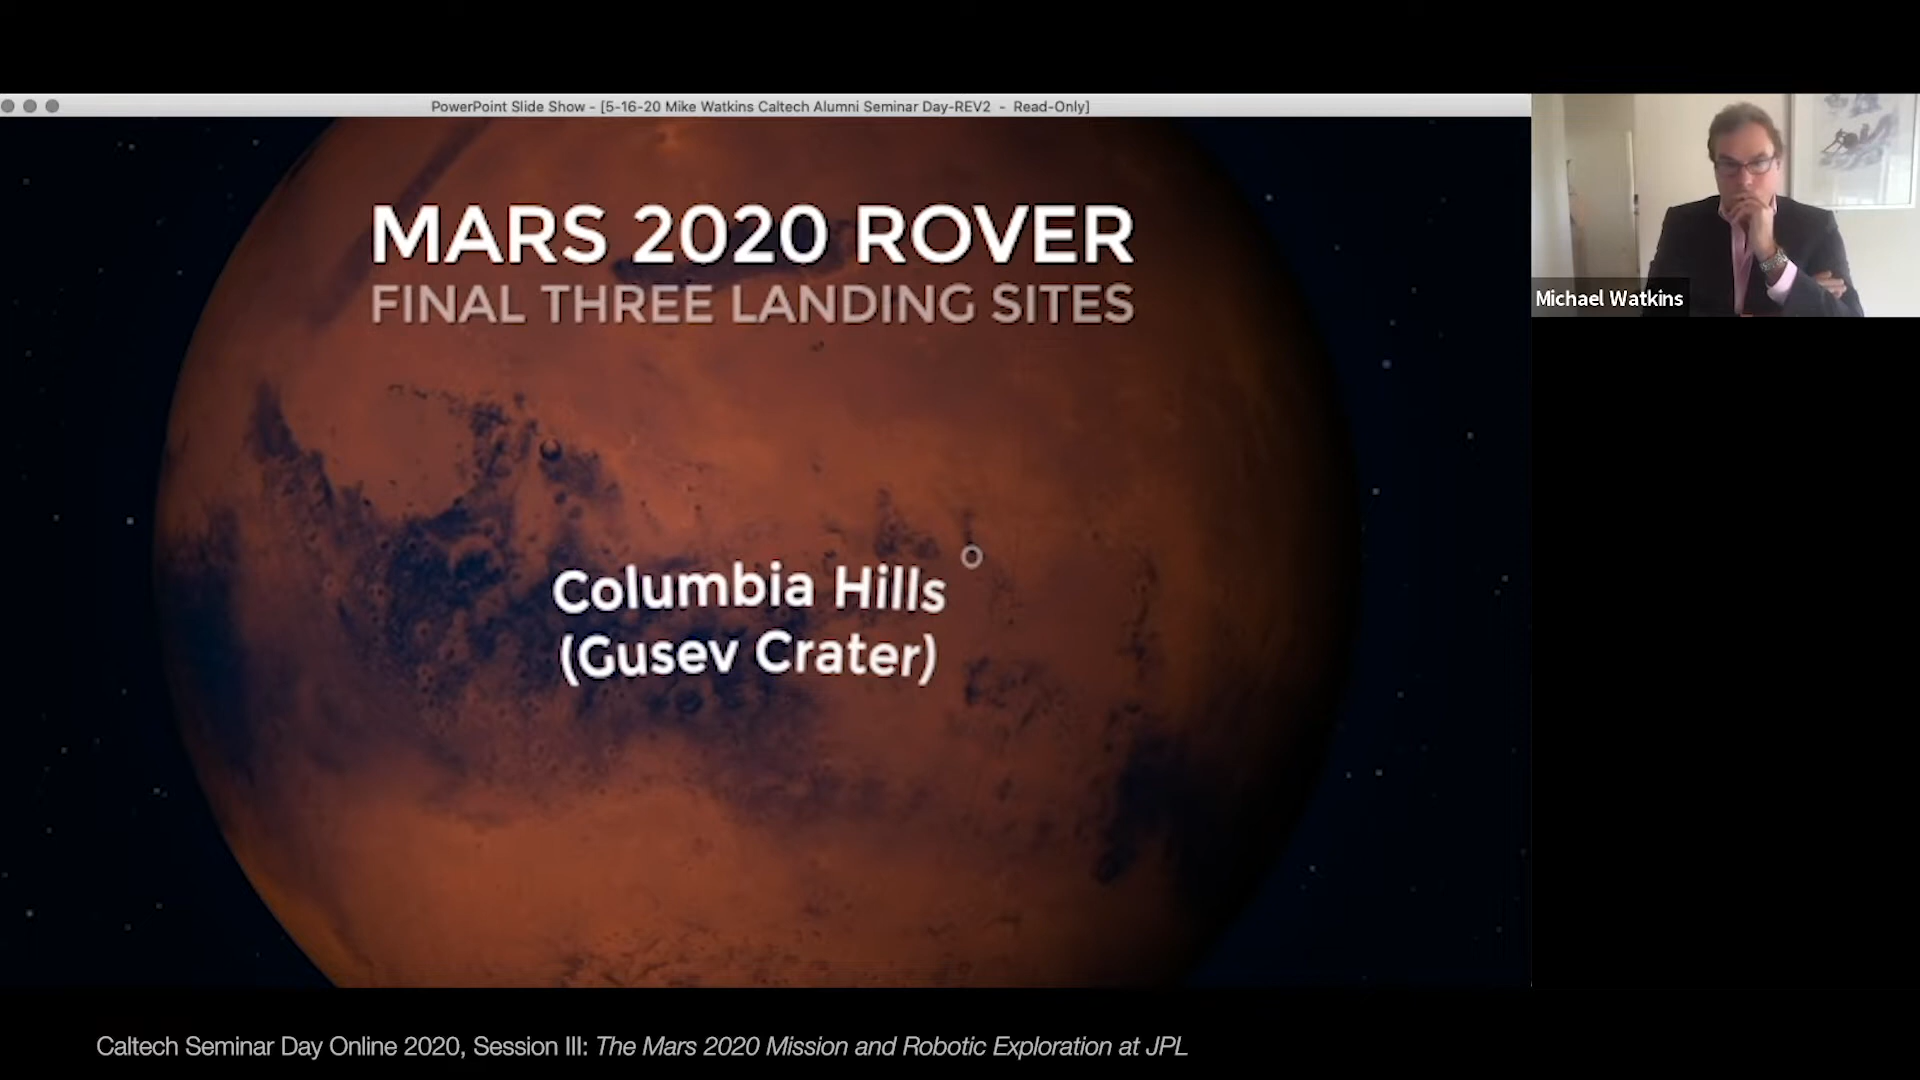 PowerPoint Slide Show - [5-16-20 Mike Watkins Caltech Alumni Seminar Day-REV2 - Read-Only]
MARS 2020 ROVER
FINAL THREE LANDING SITES
Columbia Hills
(Gusev Crater)
Michael Watkins
Caltech Seminar Day Online 2020, Session III: The Mars 2020 Mission and Robotic Exploration at JPL